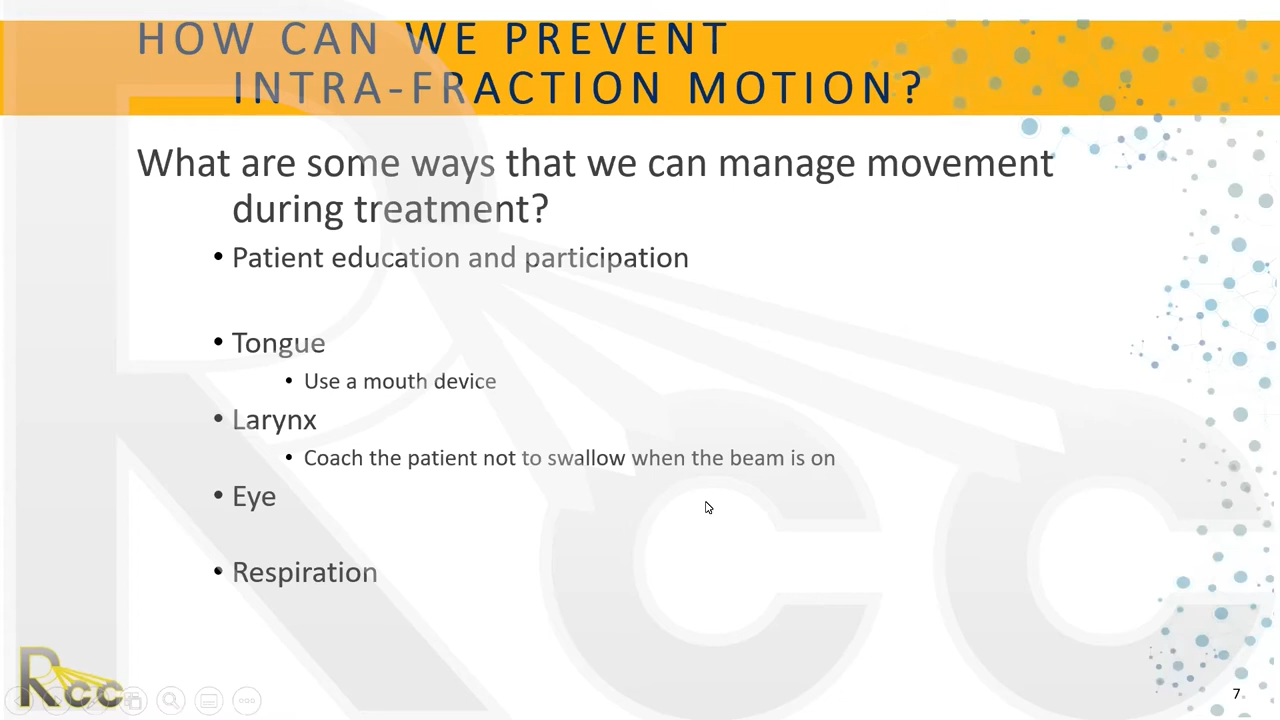 HOW CAN WE PREVENT
INTRA-FRACTION MOTION?
What are some ways that we can manage movement
during treatment?
• Patient education and participation
• Tongue
• Use a mouth device
• Larynx
• Coach the patient not to swallow when the beam is on
• Eye
• Respiration
Rcc
7